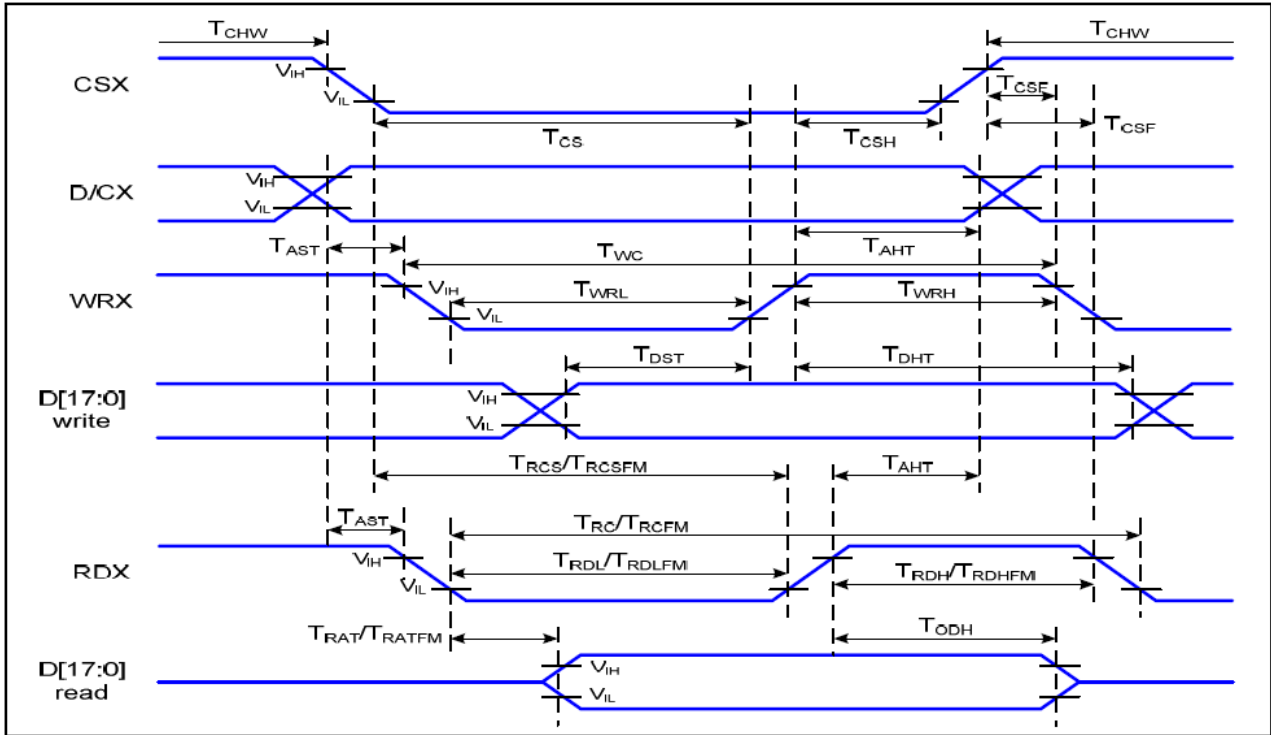 TCHW TCHW
CSX VIH TCSF
VIL TCSF
TCS TCSH
D/CX VIH
VIL
TAST TWC TAHT
WRX VIH TWRL TWRH
VIL
TDST TDHT
D[17:0] VIH
write VIL
TRCS/TRCSFM TAHT
TAST TRC/TRCFM
RDX VIH TRDL/TRDLFM TRDH/TRDHFM
VIL
TRAT/TRATFM TODH
D[17:0] VIH
read VIL